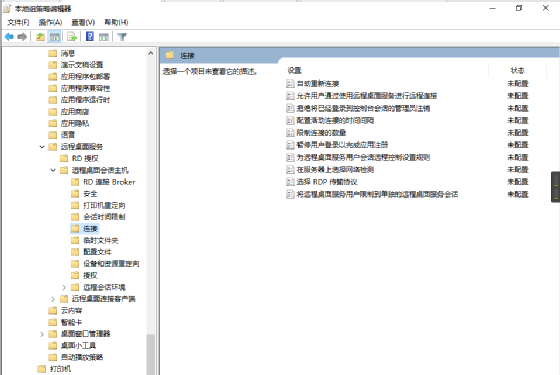 本地组策略编辑器
文件(F) 操作(A) 查看(V) 帮助(H)
消息
演示文稿设置
应用程序包部署
应用程序兼容性
应用程序运行时
应用商店
应用隐私
语音
远程桌面服务
RD 授权
远程桌面会话主机
RD 连接 Broker
安全
打印机重定向
会话时间限制
连接
临时文件夹
配置文件
设备和资源重定向
授权
远程会话环境
远程桌面连接客户端
云内容
智能卡
桌面窗口管理器
桌面小工具
自动播放策略
打印机
连接
选择一个项目来查看它的描述。
设置 状态
自动重新连接 未配置
允许用户通过使用远程桌面服务进行远程连接 未配置
拒绝将已经登录到控制台会话的管理员注销 未配置
配置活动连接的时间间隔 未配置
限制连接的数量 未配置
暂停用户登录以完成应用注册 未配置
为远程桌面服务用户会话远程控制设置规则 未配置
在服务器上选择网络检测 未配置
选择 RDP 传输协议 未配置
将远程桌面服务用户限制到单独的远程桌面服务会话 未配置